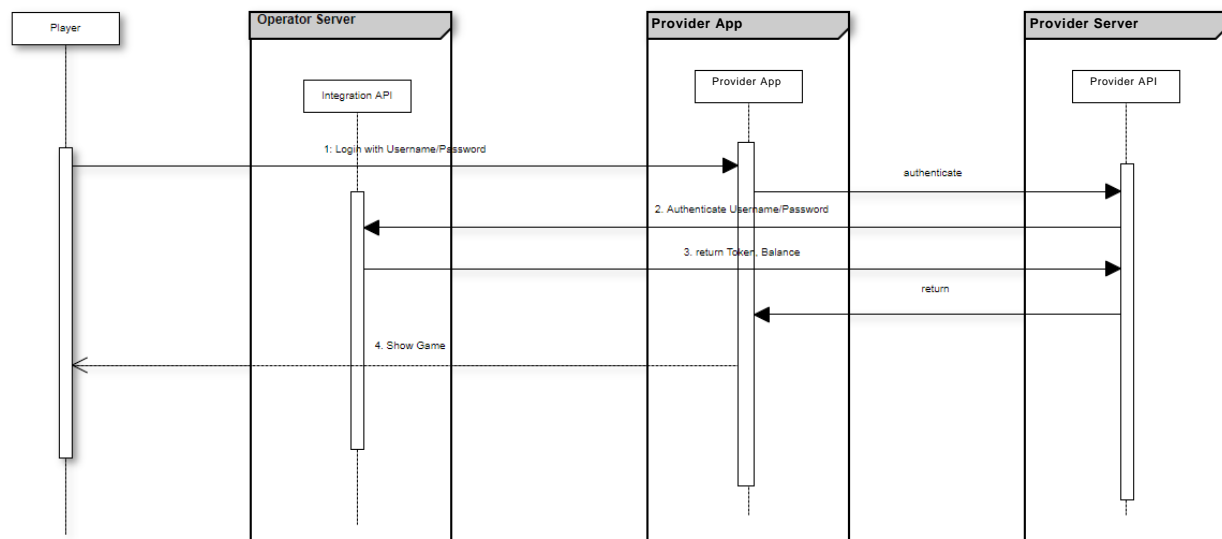 Player
Operator Server
Provider App
Provider Server
Integration API
Provider App
Provider API
1: Login with Username/Password
authenticate
2. Authenticate Username/Password
3. return Token, Balance
return
4. Show Game